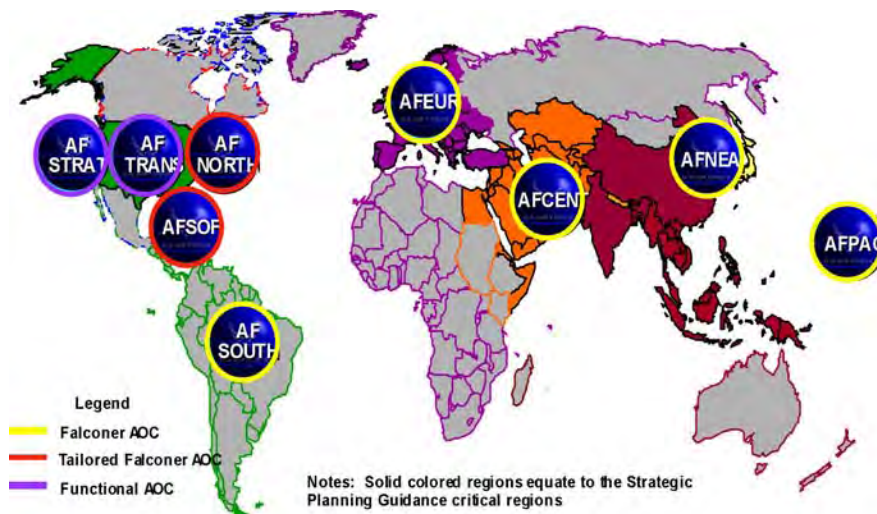 AFEUR
AF
STRAT
AF
TRANS
AF
NORTH
AFNEA
AFCENT
AFSOF
AFPAC
AF
SOUTH
Legend
Falconer AOC
Tailored Falconer AOC
Functional AOC
Notes: Solid colored regions equate to the Strategic
Planning Guidance critical regions